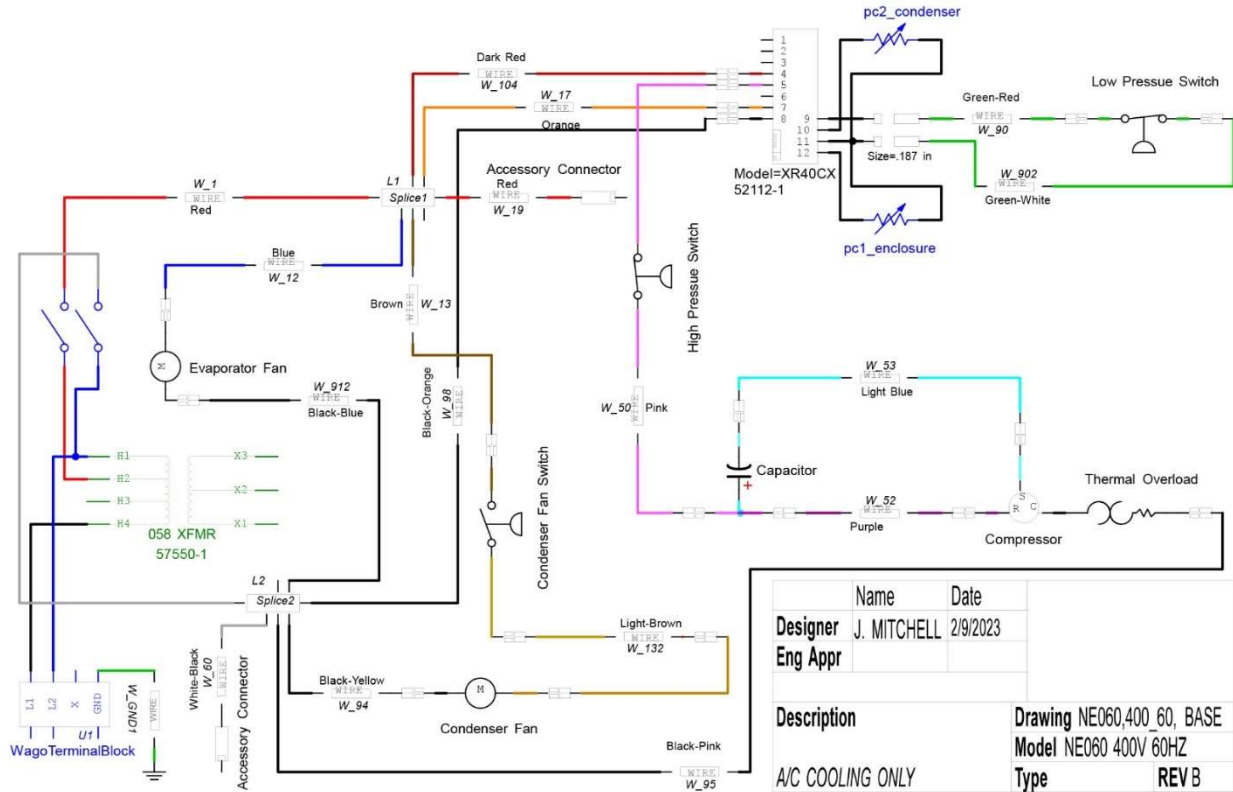 pc2_condenser
1
2
3
4
5
6
7
8
9
10
11
12
Model=XR40CX
52112-1
Dark Red
WIRE
W_104
W_17
WIRE
Orange
Green-Red
WIRE
W_90
Low Pressue Switch
Size=.187 in
W_902
WIRE
Green-White
pc1_enclosure
W_1
WIRE
Red
L1
Splice1
Accessory Connector
Red
WIRE
W_19
Blue
WIRE
W_12
Brown
WIRE
W_13
High Pressue Switch
M
Evaporator Fan
W_912
WIRE
Black-Blue
Black-Orange
W_98
WIRE
W_50
WIRE
Pink
W_53
WIRE
Light Blue
Capacitor
+
W_52
WIRE
Purple
S
R
C
Compressor
Thermal Overload
H1
H2
H3
H4
X3
X2
X1
058 XFMR
57550-1
Condenser Fan Switch
L2
Splice2
Light-Brown
WIRE
W_132
White-Black
W_60
WIRE
Accessory Connector
Black-Yellow
WIRE
W_94
M
Condenser Fan
L1
L2
X
GND
U1
WagoTerminalBlock
W_GND1
WIRE
Black-Pink
WIRE
W_95
Name Date
Designer J. MITCHELL 2/9/2023
Eng Appr
Description
Drawing NE060,400_60, BASE
Model NE060 400V 60HZ
A/C COOLING ONLY
Type REV B